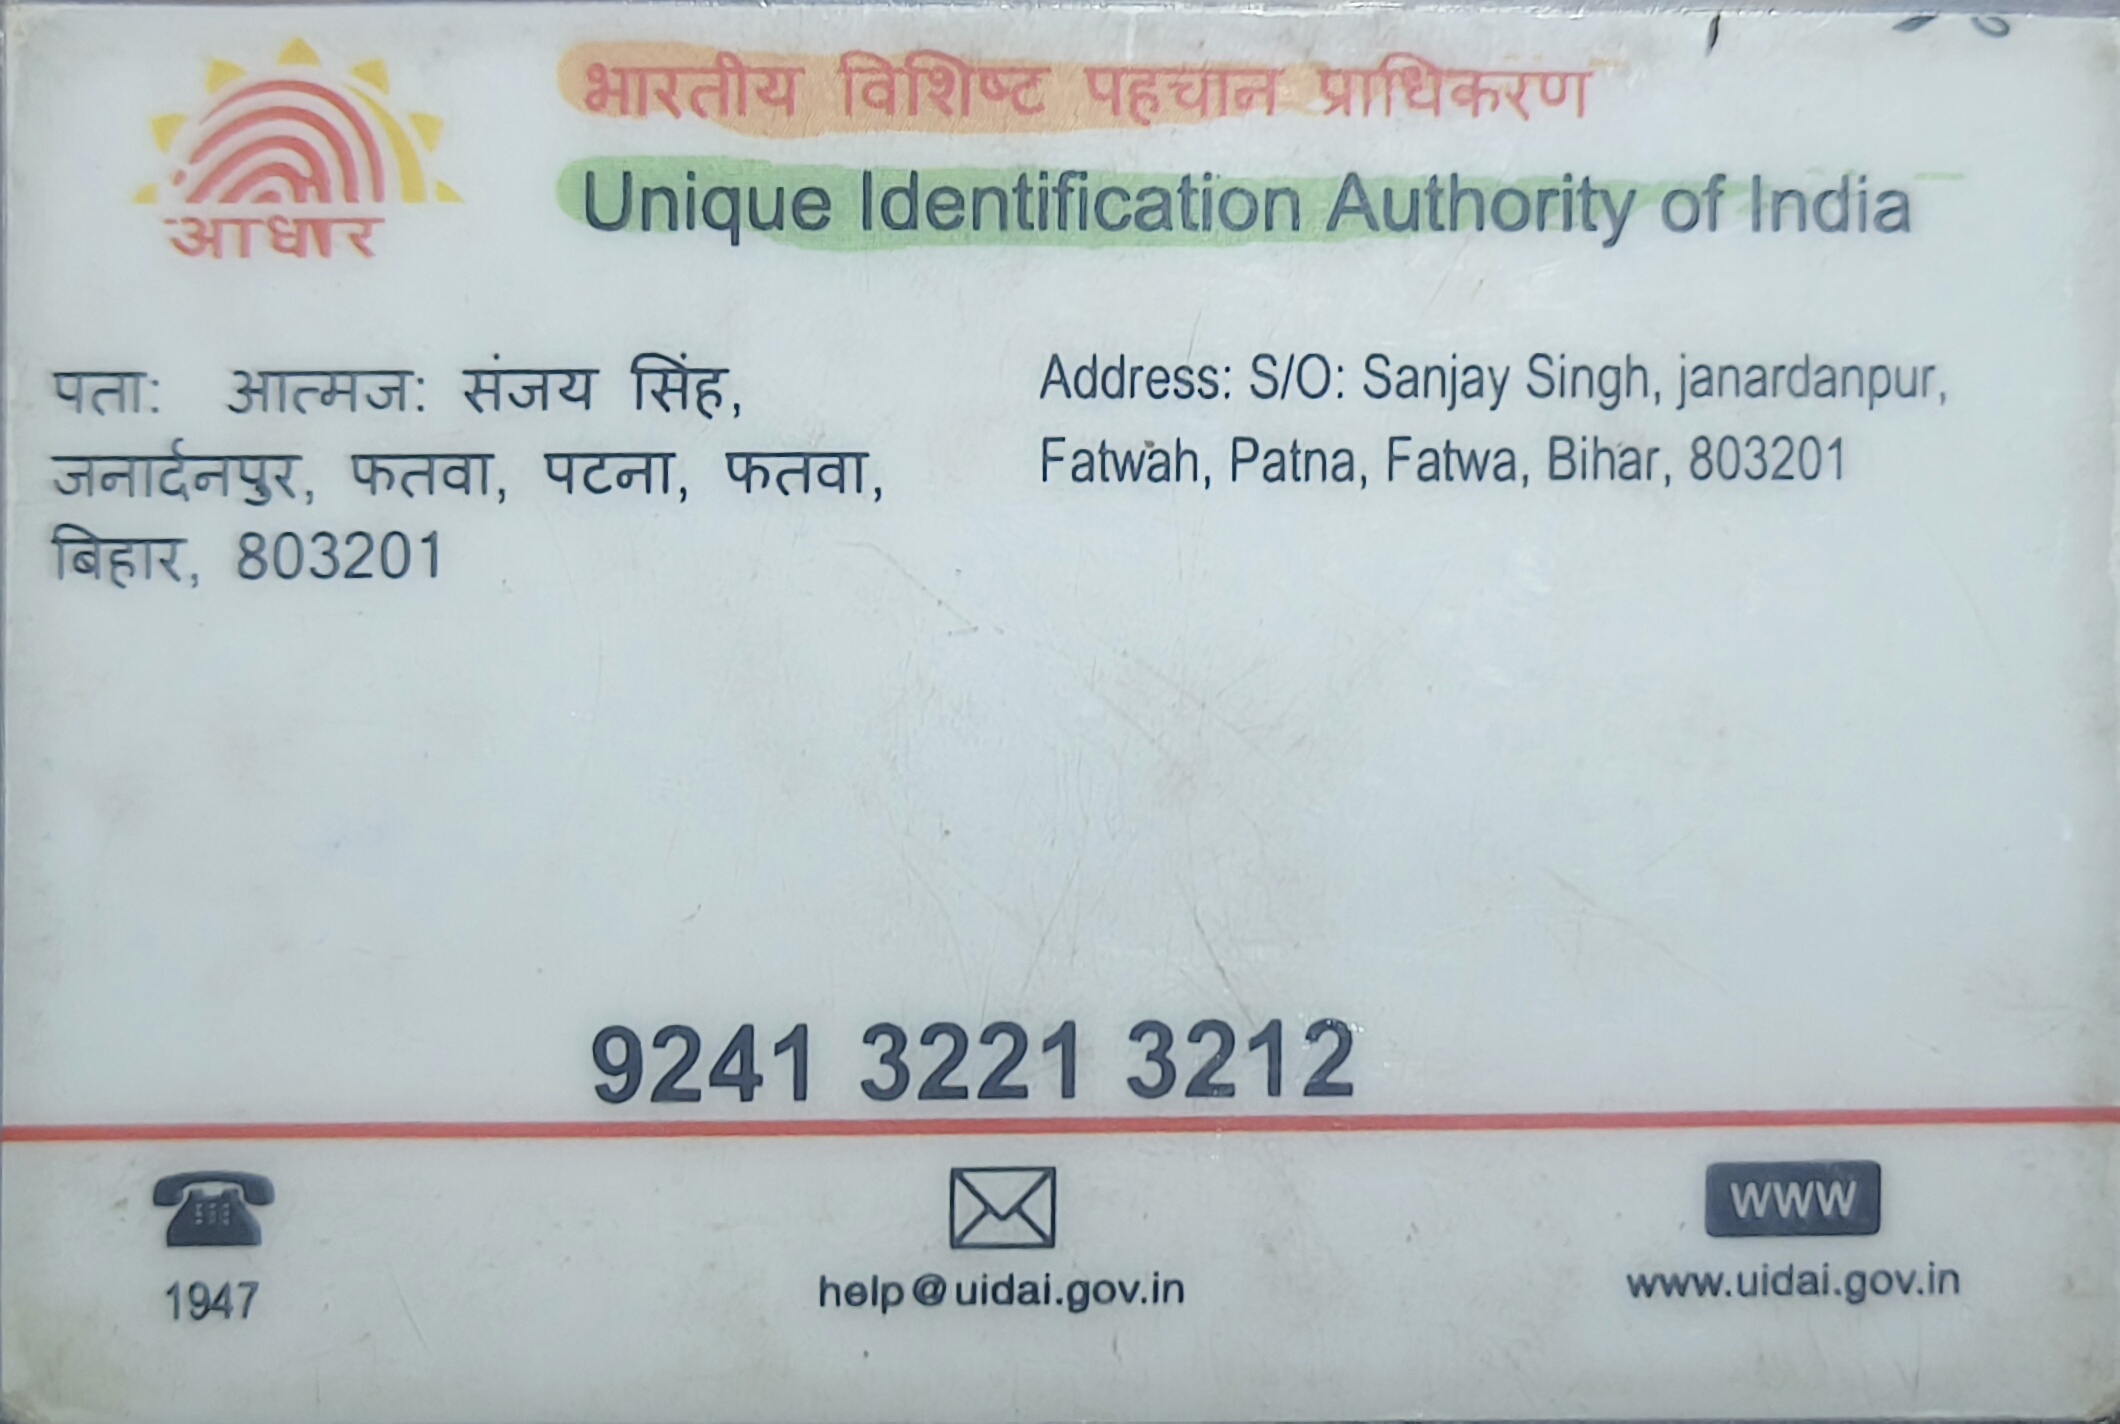 आधार
भारतीय विशिष्ट पहचान प्राधिकरण
Unique Identification Authority of India
पता: आत्मज: संजय सिंह,
जनार्दनपुर, फतवा, पटना, फतवा,
बिहार, 803201
Address: S/O: Sanjay Singh, janardanpur,
Fatwah, Patna, Fatwa, Bihar, 803201
9241 3221 3212
1947
help@uidai.gov.in
WWW
www.uidai.gov.in